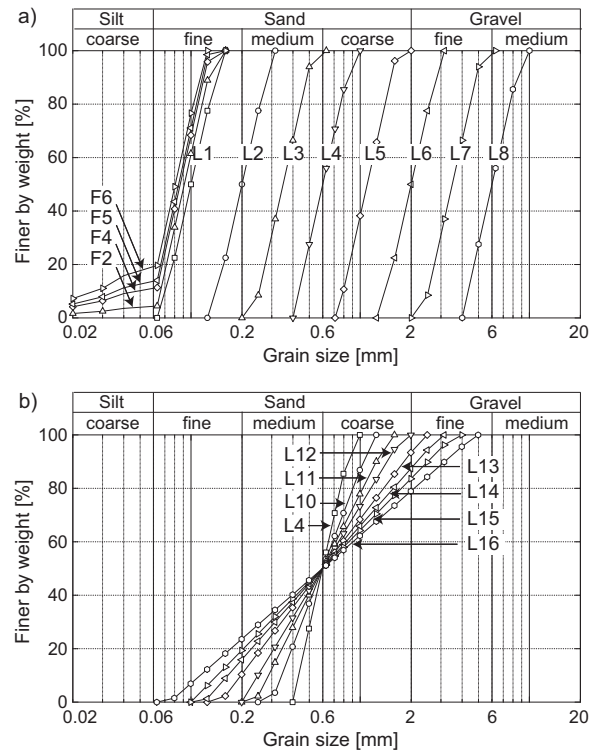 a)
Silt Sand Gravel
coarse fine medium coarse fine medium
Finer by weight [%]
100
80
60
40
20
0
L1 L2 L3 L4 L5 L6 L7 L8
F6
F5
F4
F2
0.02 0.06 0.2 0.6 2 6 20
Grain size [mm]
b)
Silt Sand Gravel
coarse fine medium coarse fine medium
Finer by weight [%]
100
80
60
40
20
0
L12
L11
L10
L4
L13
L14
L15
L16
0.02 0.06 0.2 0.6 2 6 20
Grain size [mm]